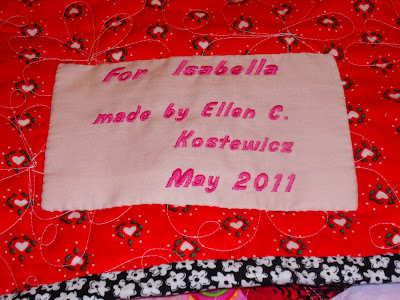 For Isabella
made by Ellen C.
Kostewicz
May 2011